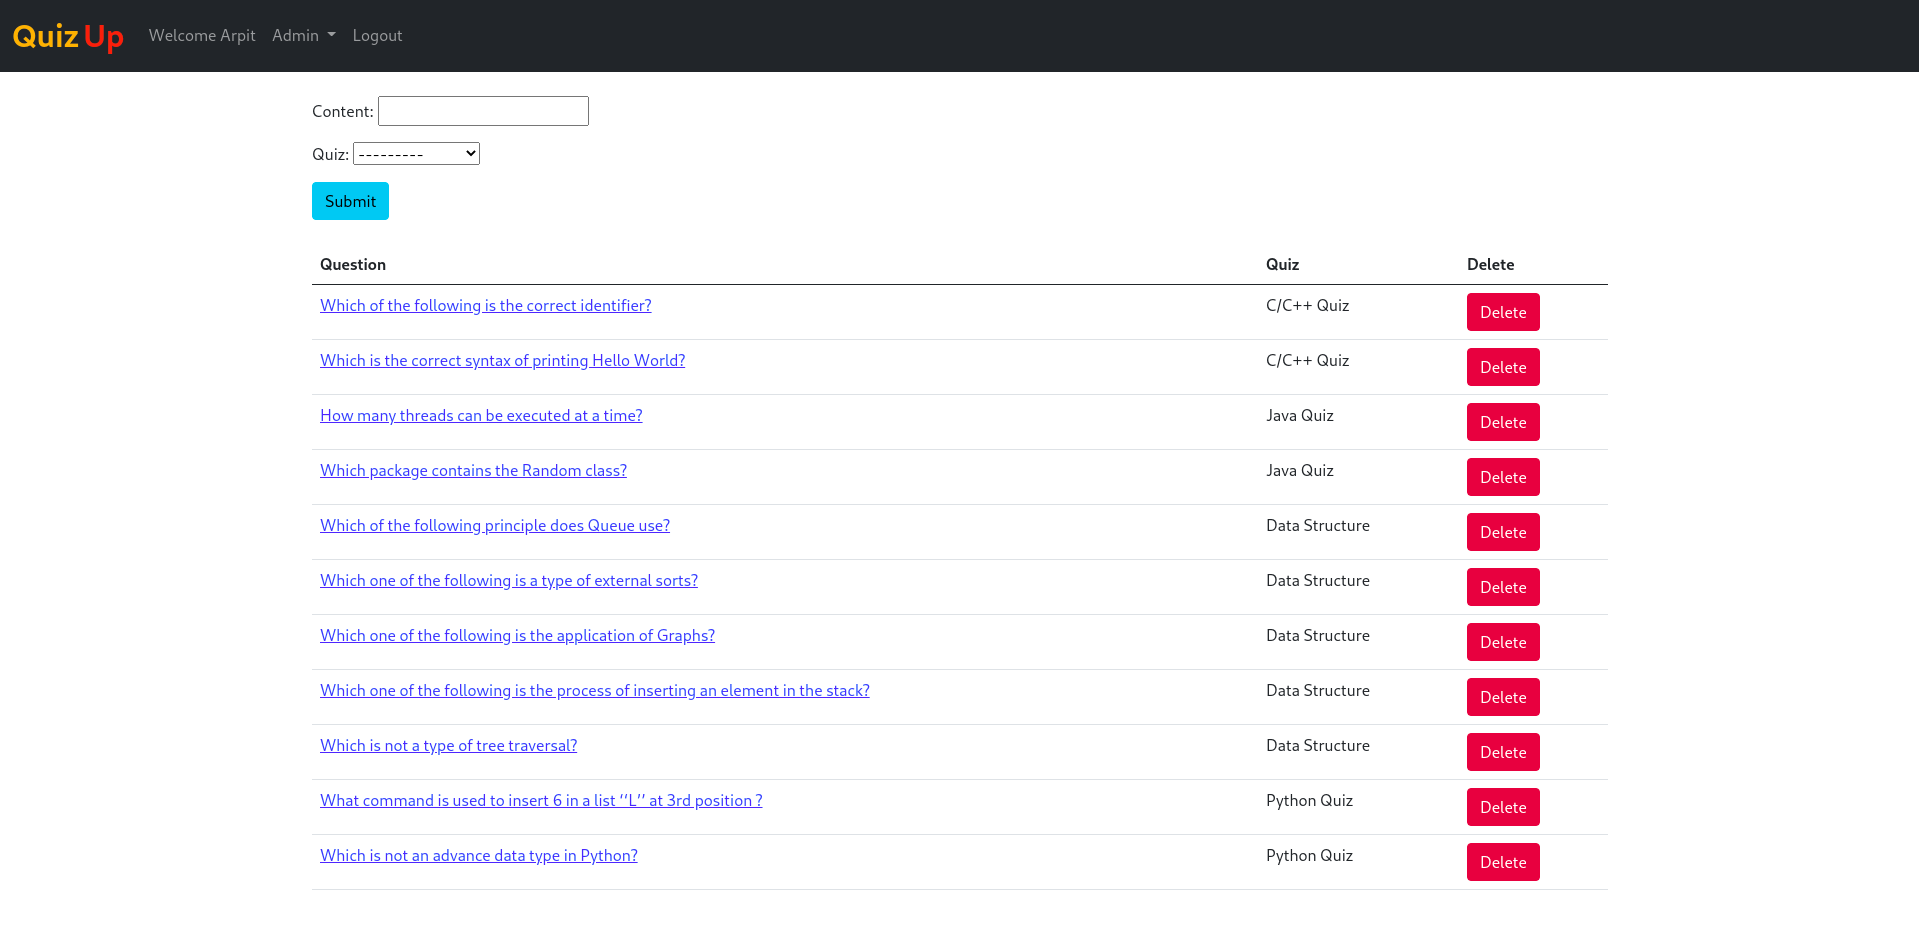 Quiz Up Welcome Arpit Admin Logout
Content:
Quiz: ---------
Submit
Question Quiz Delete
Which of the following is the correct identifier? C/C++ Quiz Delete
Which is the correct syntax of printing Hello World? C/C++ Quiz Delete
How many threads can be executed at a time? Java Quiz Delete
Which package contains the Random class? Java Quiz Delete
Which of the following principle does Queue use? Data Structure Delete
Which one of the following is a type of external sorts? Data Structure Delete
Which one of the following is the application of Graphs? Data Structure Delete
Which one of the following is the process of inserting an element in the stack? Data Structure Delete
Which is not a type of tree traversal? Data Structure Delete
What command is used to insert 6 in a list ‘‘L’’ at 3rd position ? Python Quiz Delete
Which is not an advance data type in Python? Python Quiz Delete